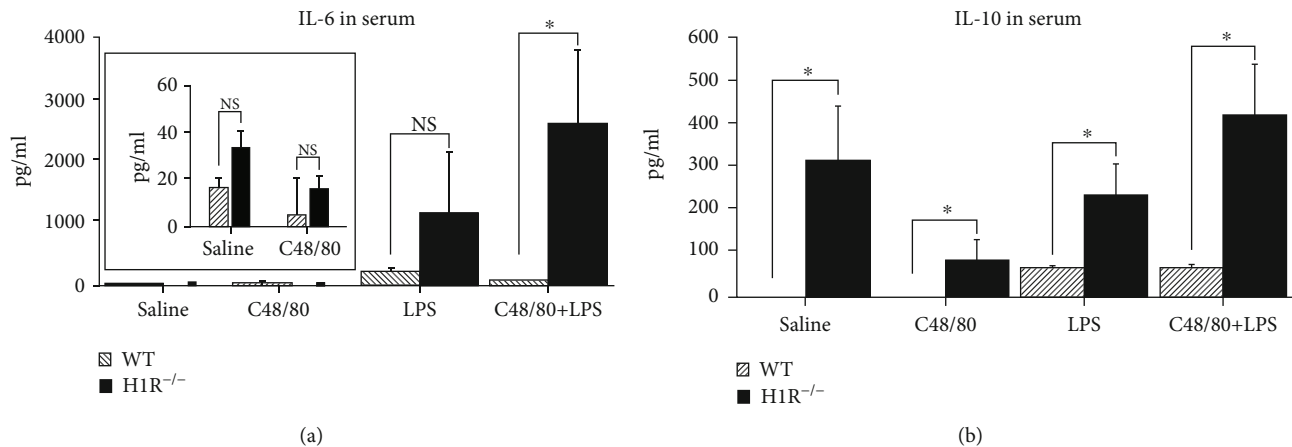 IL-6 in serum
4000
3000
2000
1000
0
pg/ml
60
40
20
0
pg/ml
NS
NS
Saline
C48/80
NS
*
Saline
C48/80
LPS
C48/80+LPS
WT
H1R−/−
(a)
IL-10 in serum
600
500
400
300
200
100
0
pg/ml
*
*
*
*
Saline
C48/80
LPS
C48/80+LPS
WT
H1R−/−
(b)